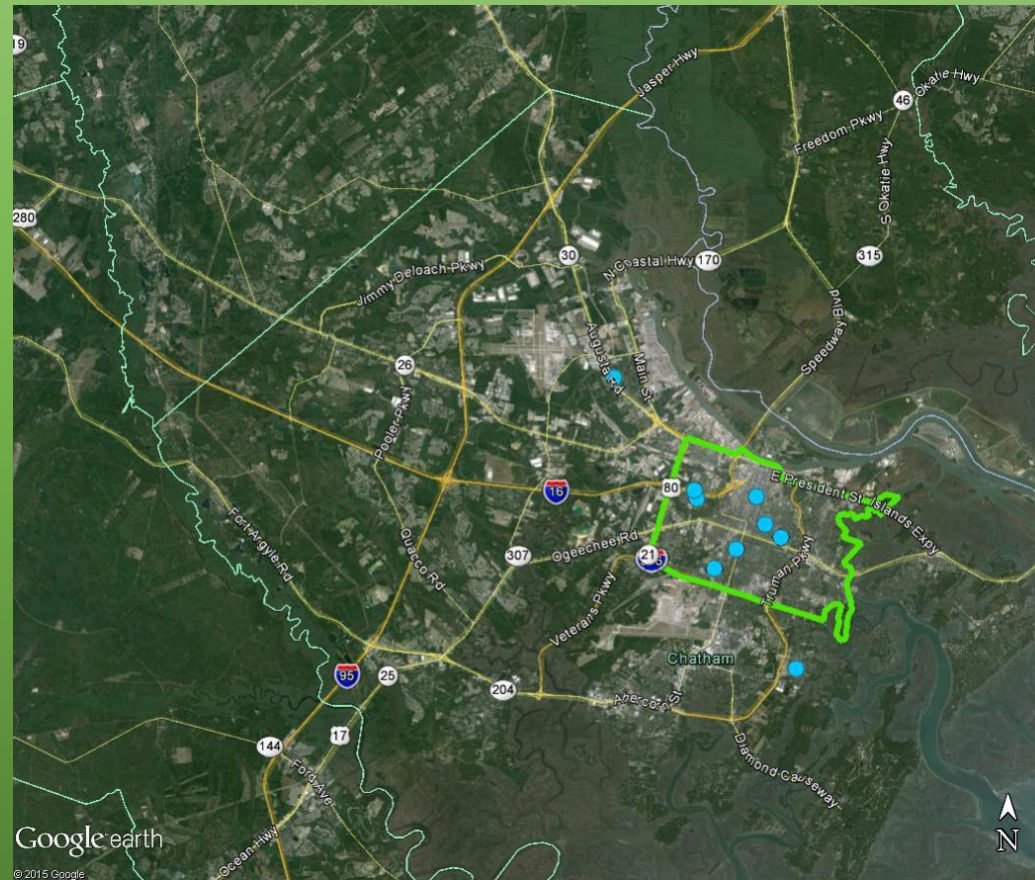 19
Jasper Hwy
Okatie Hwy
46
Freedom Pkwy
S Okatie Hwy
280
30
N Coastal Hwy
170
315
Jimmy Deloach Pkwy
Speedway Blvd
Augusta Rd
Main St
26
Pooler Pkwy
80
E President St
Islands Expy
16
Fort Argyle Rd
Quacco Rd
307
Ogeechee Rd
21
Truman Pkwy
Veterans Pkwy
Chatham
95
25
204
Abercorn St
17
144
Ford Ave
Diamond Causeway
Google earth
Ocean Hwy
N
© 2015 Google